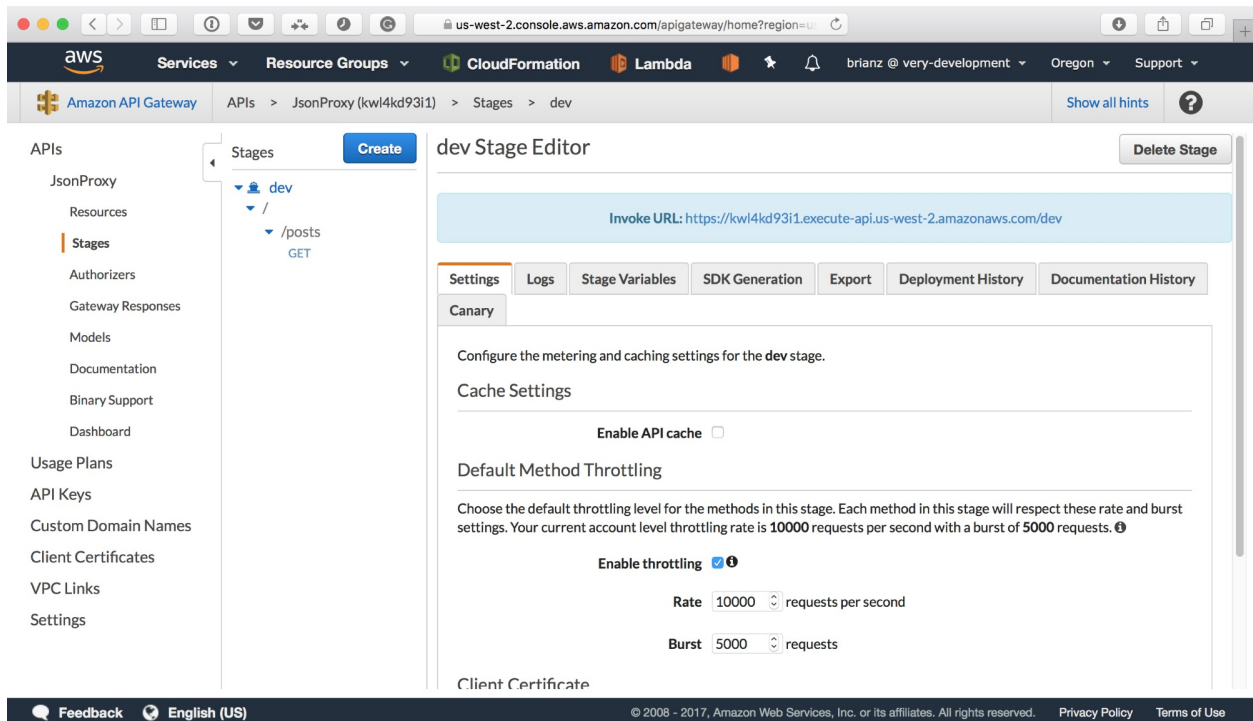 us-west-2.console.aws.amazon.com/apigateway/home?region=u
aws Services Resource Groups CloudFormation Lambda brianz @ very-development Oregon Support
Amazon API Gateway APIs > JsonProxy (kwl4kd93i1) > Stages > dev Show all hints ?
APIs
JsonProxy
Resources
Stages
Authorizers
Gateway Responses
Models
Documentation
Binary Support
Dashboard
Usage Plans
API Keys
Custom Domain Names
Client Certificates
VPC Links
Settings
Stages Create
dev
/
/posts
GET
dev Stage Editor Delete Stage
Invoke URL: https://kwl4kd93i1.execute-api.us-west-2.amazonaws.com/dev
Settings Logs Stage Variables SDK Generation Export Deployment History Documentation History
Canary
Configure the metering and caching settings for the dev stage.
Cache Settings
Enable API cache
Default Method Throttling
Choose the default throttling level for the methods in this stage. Each method in this stage will respect these rate and burst
settings. Your current account level throttling rate is 10000 requests per second with a burst of 5000 requests.
Enable throttling
Rate 10000 requests per second
Burst 5000 requests
Client Certificate
Feedback English (US) © 2008 - 2017, Amazon Web Services, Inc. or its affiliates. All rights reserved. Privacy Policy Terms of Use